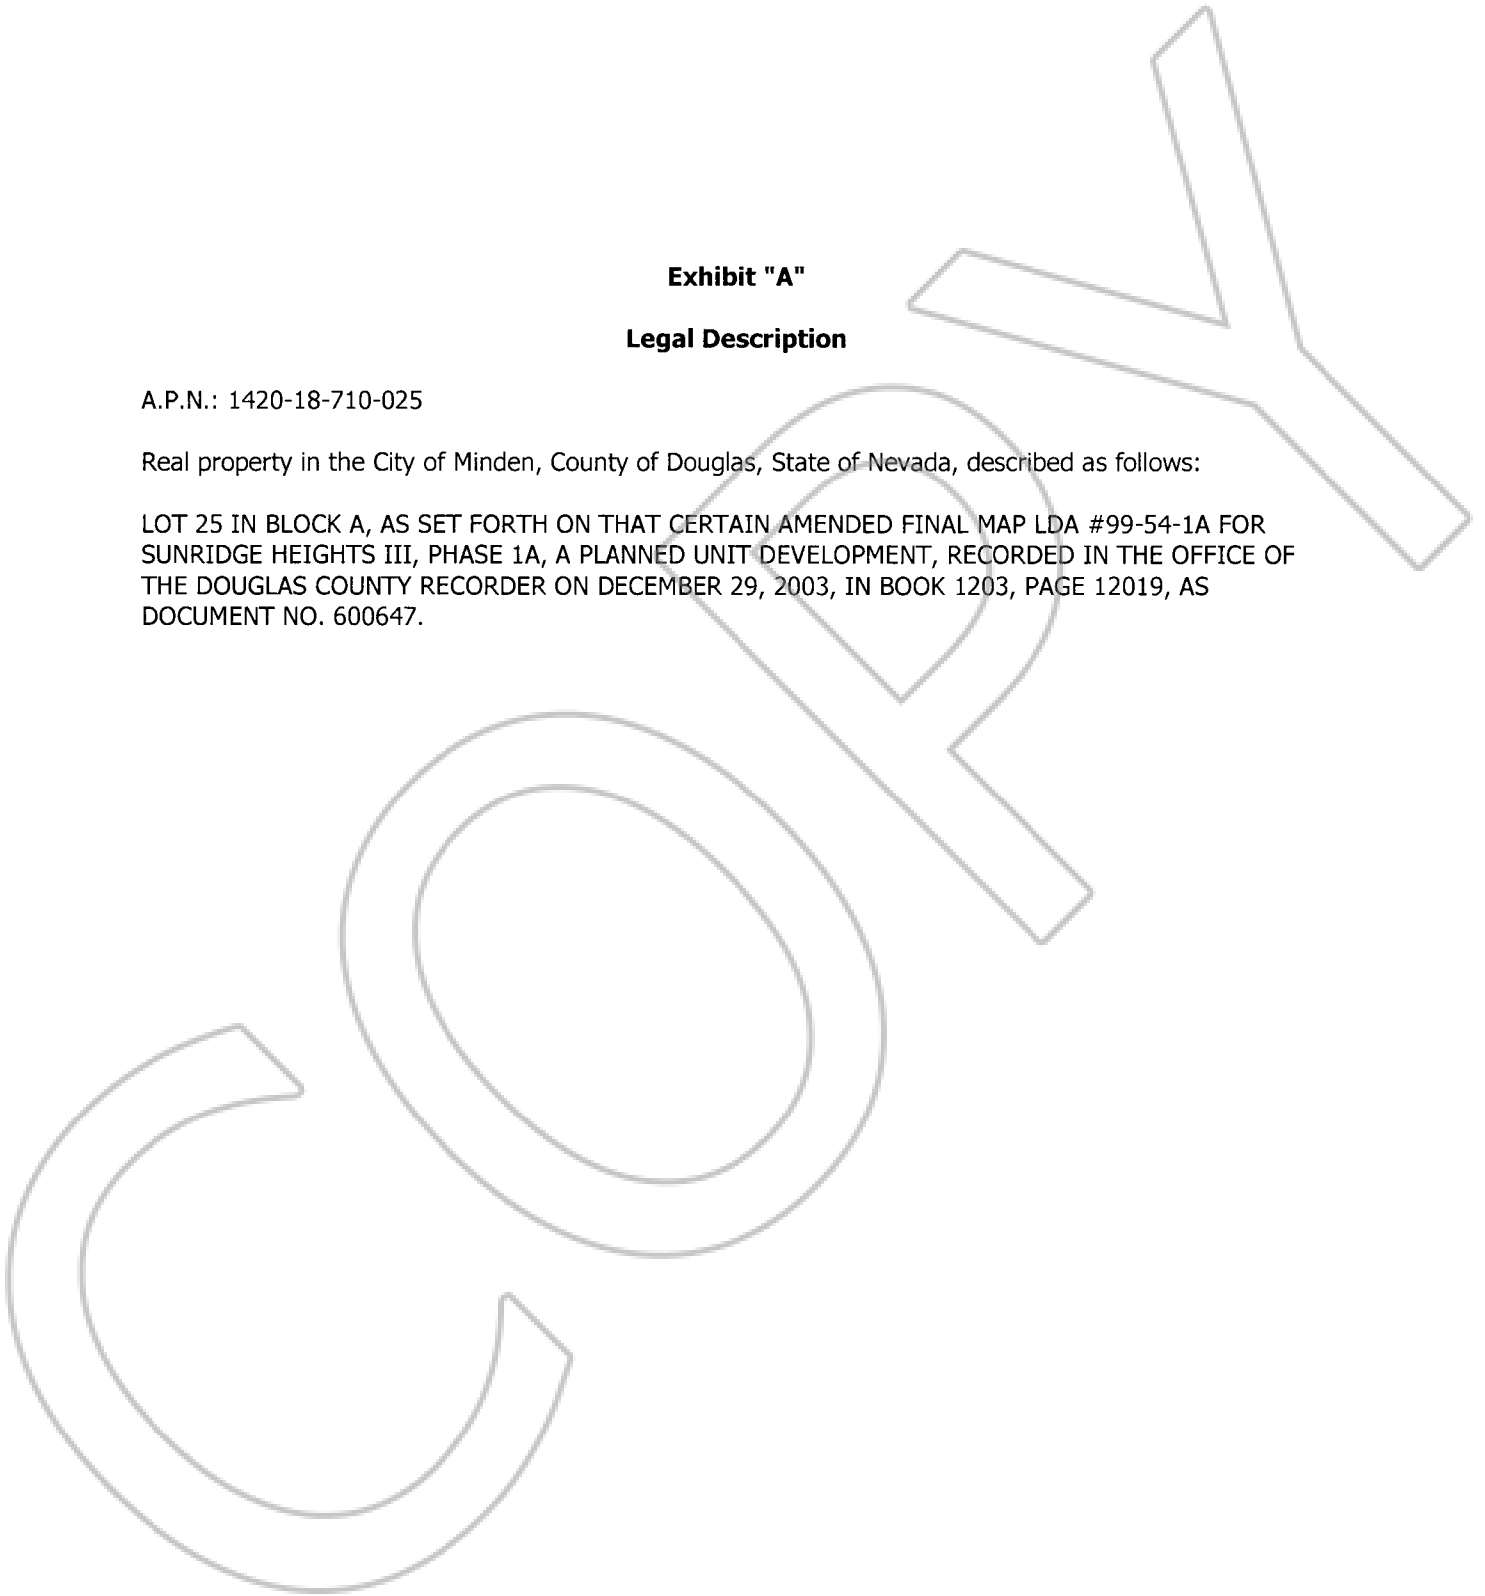 Exhibit "A"
Legal Description
A.P.N.: 1420-18-710-025
Real property in the City of Minden, County of Douglas, State of Nevada, described as follows:
LOT 25 IN BLOCK A, AS SET FORTH ON THAT CERTAIN AMENDED FINAL MAP LDA #99-54-1A FOR
SUNRIDGE HEIGHTS III, PHASE 1A, A PLANNED UNIT DEVELOPMENT, RECORDED IN THE OFFICE OF
THE DOUGLAS COUNTY RECORDER ON DECEMBER 29, 2003, IN BOOK 1203, PAGE 12019, AS
DOCUMENT NO. 600647.
COPY